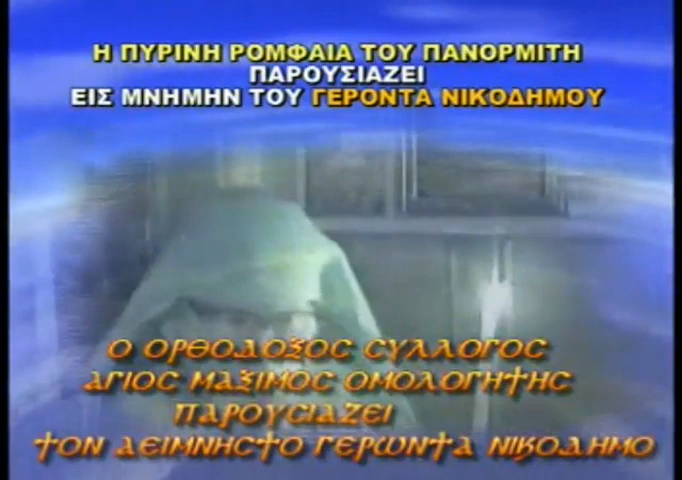 Η ΠΥΡΙΝΗ ΡΟΜΦΑΙΑ ΤΟΥ ΠΑΝΟΡΜΙΤΗ
ΠΑΡΟΥΣΙΑΖΕΙ
ΕΙΣ ΜΝΗΜΗΝ ΤΟΥ ΓΕΡΟΝΤΑ ΝΙΚΟΔΗΜΟΥ
Ο ΟΡΘΟΔΟΞΟΣ ΣΥΛΛΟΓΟΣ
ΑΓΙΟΣ ΜΑΞΙΜΟΣ ΟΜΟΛΟΓΗΤΗΣ
ΠΑΡΟΥΣΙΑΖΕΙ
ΤΟΝ ΑΕΙΜΝΗΣΤΟ ΓΕΡΩΝΤΑ ΝΙΚΟΔΗΜΟ